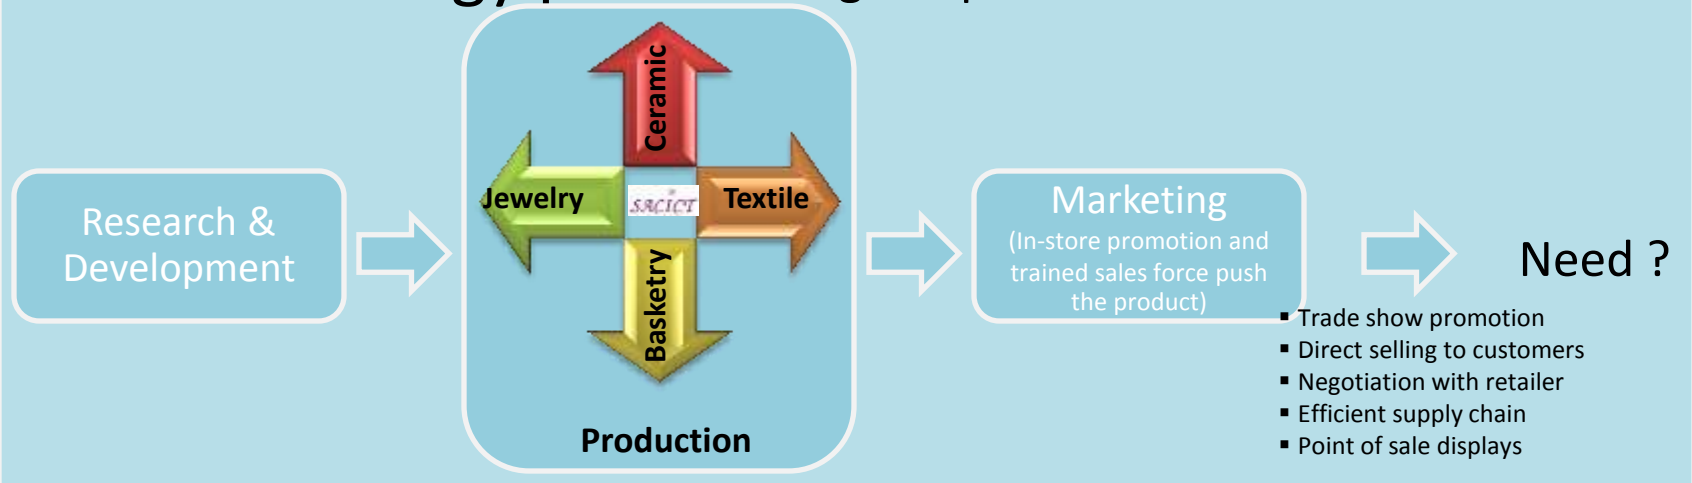 Research &
Development
Ceramic
Jewelry
SACICT
Textile
Basketry
Production
Marketing
(In-store promotion and
trained sales force push
the product)
Need ?
▪ Trade show promotion
▪ Direct selling to customers
▪ Negotiation with retailer
▪ Efficient supply chain
▪ Point of sale displays